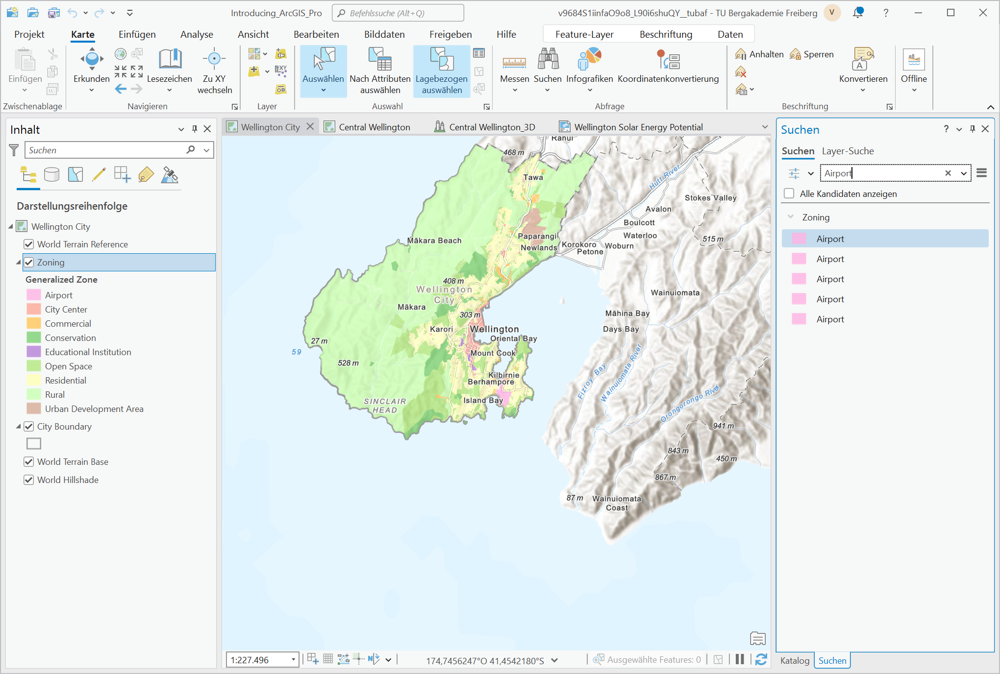 Introducing_ArcGIS_Pro
Befehlssuche (Alt+Q)
v9684S1iinfaO9o8_L90i6shuQY__tubaf - TU Bergakademie Freiberg
V
?
Projekt
Karte
Einfügen
Analyse
Ansicht
Bearbeiten
Bilddaten
Freigeben
Hilfe
Feature-Layer
Beschriftung
Daten
Einfügen
Erkunden
Lesezeichen
Zu XY
wechseln
Auswählen
Nach Attributen
auswählen
Lagebezogen
auswählen
Messen
Suchen
Infografiken
Koordinatenkonvertierung
Anhalten
Sperren
Konvertieren
Offline
Zwischenablage
Navigieren
Layer
Auswahl
Abfrage
Beschriftung
Inhalt
Suchen
Darstellungsreihenfolge
Wellington City
World Terrain Reference
Zoning
Generalized Zone
Airport
City Center
Commercial
Conservation
Educational Institution
Open Space
Residential
Rural
Urban Development Area
City Boundary
World Terrain Base
World Hillshade
Wellington City
Central Wellington
Central Wellington_3D
Wellington Solar Energy Potential
Ranui
468 m
Tawa
Hutt River
Stokes Valley
Avalon
Boulcott
Waterloo
515 m
Paparangi
Mākara Beach
Newlands
Korokoro
Woburn
Petone
408 m
Wellington
City
Wainuiomata
Mākara
303 m
Māhina Bay
Karori
Wellington
Days Bay
Oriental Bay
27 m
59
Mount Cook
528 m
Fizroy Bay
Wainuiomata River
Kilbirnie
Berhampore
Island Bay
SINCLAIR
HEAD
Orongorongo River
941 m
843 m
450 m
867 m
87 m
Wainuiomata
Coast
1:227.496
174,7456247°O 41,4542180°S
Ausgewählte Features: 0
Suchen
?
Suchen
Layer-Suche
Airport
Alle Kandidaten anzeigen
Zoning
Airport
Airport
Airport
Airport
Airport
Katalog
Suchen